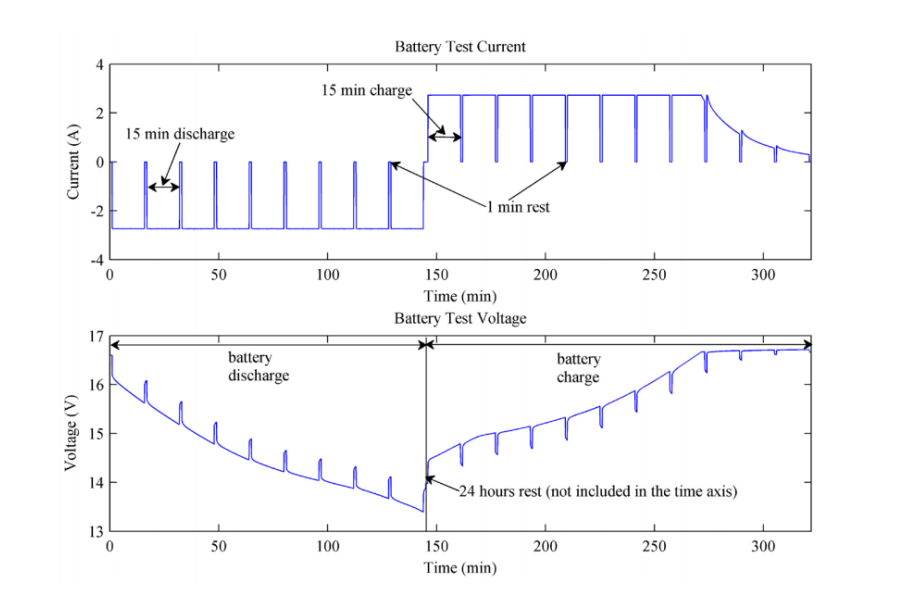 Battery Test Current
4
2
0
-2
-4
Current (A)
15 min charge
15 min discharge
1 min rest
0
50
100
150
200
250
300
Time (min)
Battery Test Voltage
17
16
15
14
13
Voltage (V)
battery
discharge
battery
charge
24 hours rest (not included in the time axis)
0
50
100
150
200
250
300
Time (min)